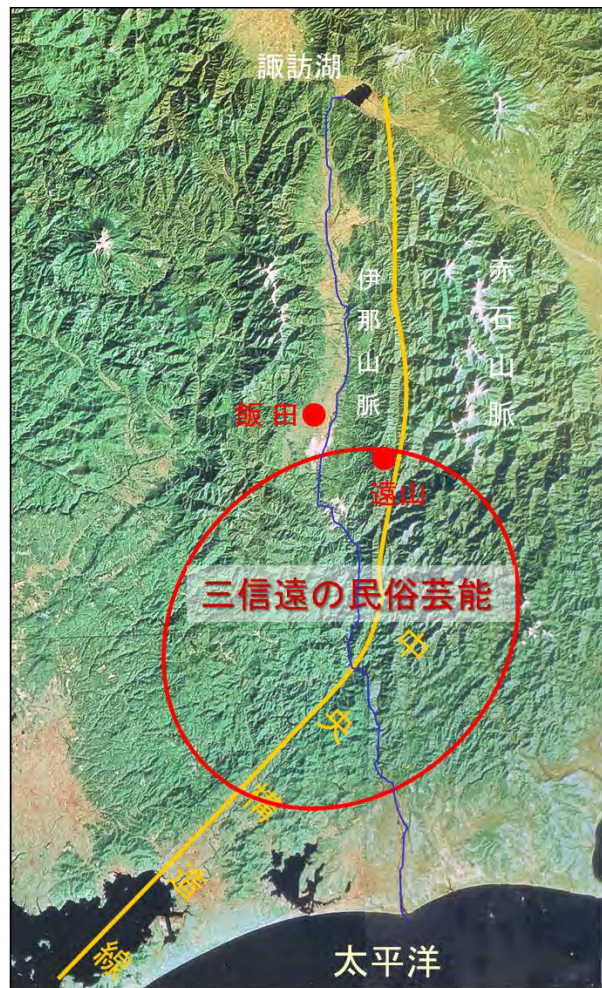 諏訪湖
伊那山脈
赤石山脈
飯田
遠山
三信遠の民俗芸能
中央構造線
太平洋